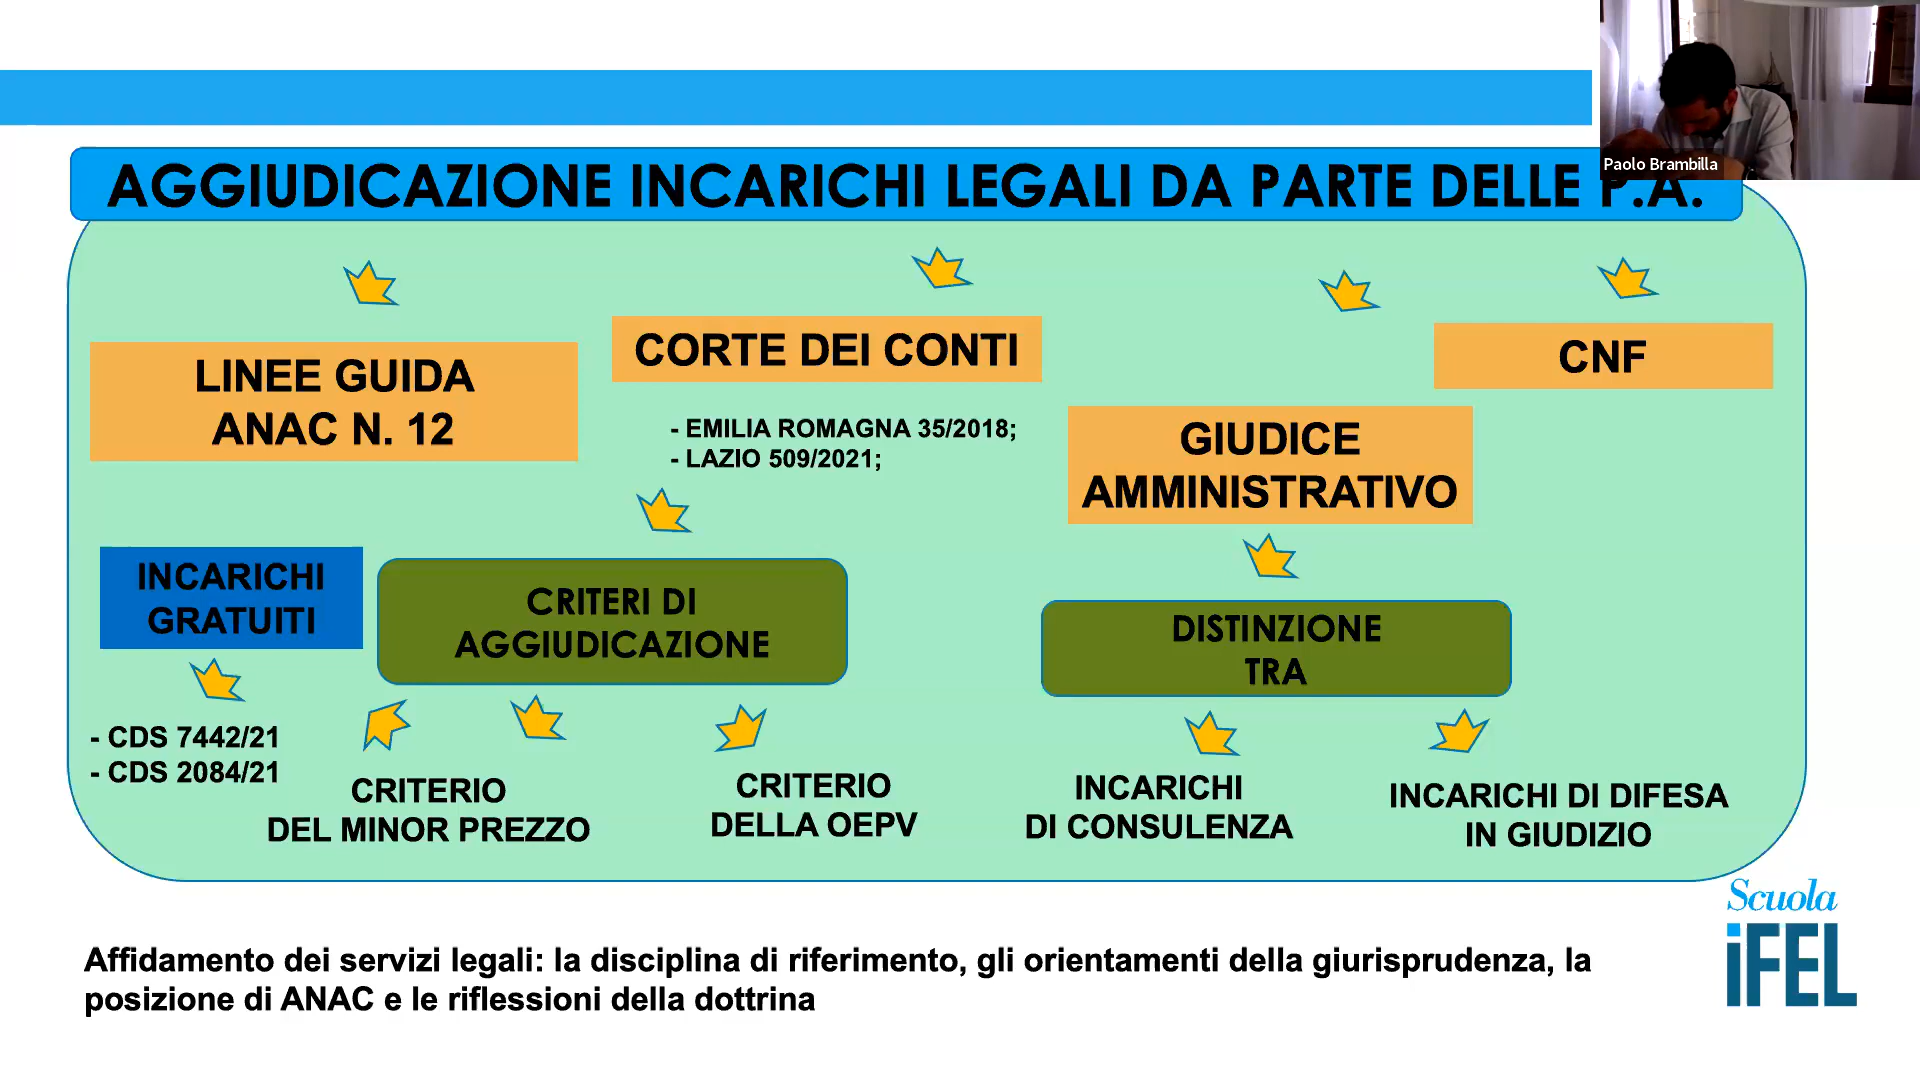 Paolo Brambilla
AGGIUDICAZIONE INCARICHI LEGALI DA PARTE DELLE P.A.
LINEE GUIDA
ANAC N. 12
CORTE DEI CONTI
- EMILIA ROMAGNA 35/2018;
- LAZIO 509/2021;
GIUDICE
AMMINISTRATIVO
CNF
INCARICHI
GRATUITI
CRITERI DI
AGGIUDICAZIONE
DISTINZIONE
TRA
- CDS 7442/21
- CDS 2084/21
CRITERIO
DEL MINOR PREZZO
CRITERIO
DELLA OEPV
INCARICHI
DI CONSULENZA
INCARICHI DI DIFESA
IN GIUDIZIO
Affidamento dei servizi legali: la disciplina di riferimento, gli orientamenti della giurisprudenza, la
posizione di ANAC e le riflessioni della dottrina
Scuola
iFEL